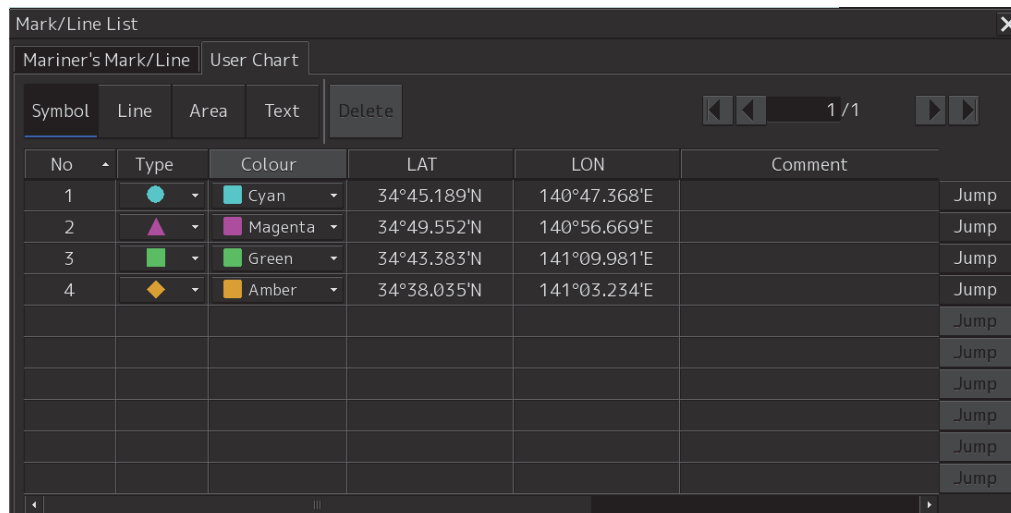 Mark/Line List
Mariner's Mark/Line User Chart
Symbol Line Area Text Delete 1/1
No Type Colour LAT LON Comment
1 Cyan 34°45.189'N 140°47.368'E Jump
2 Magenta 34°49.552'N 140°56.669'E Jump
3 Green 34°43.383'N 141°09.981'E Jump
4 Amber 34°38.035'N 141°03.234'E Jump
Jump
Jump
Jump
Jump
Jump
Jump